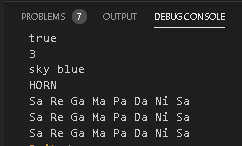 PROBLEMS 7 OUTPUT DEBUG CONSOLE
true
3
sky blue
HORN
Sa Re Ga Ma Pa Da Ni Sa
Sa Re Ga Ma Pa Da Ni Sa
Sa Re Ga Ma Pa Da Ni Sa